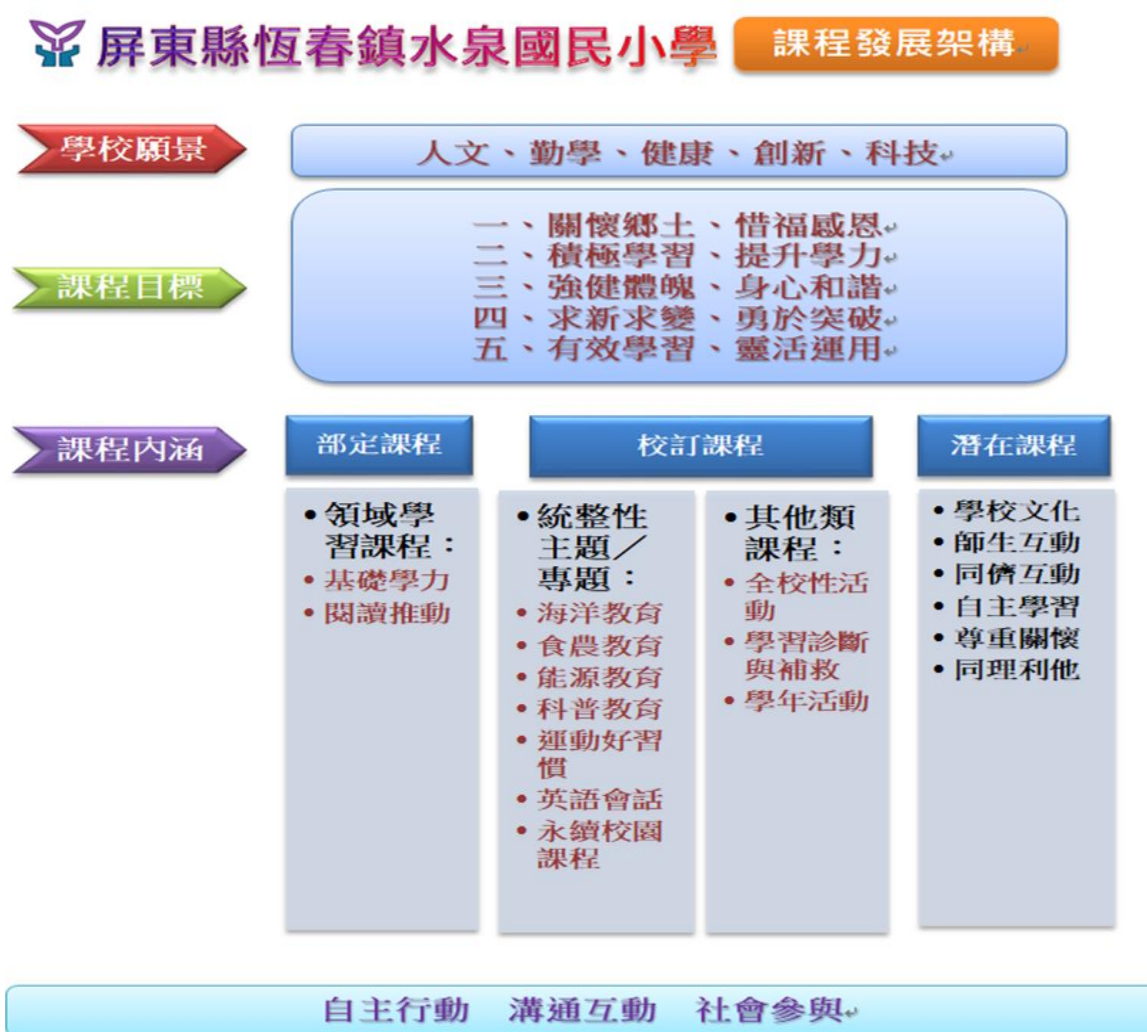 屏東縣恆春鎮水泉國民小學 課程發展架構
學校願景
人文、勤學、健康、創新、科技
課程目標
一、關懷鄉土、惜福感恩
二、積極學習、提升學力
三、強健體魄、身心和諧
四、求新求變、勇於突破
五、有效學習、靈活運用
課程內涵
部定課程
•領域學
習課程：
•基礎學力
•閱讀推動
校訂課程
•統整性
主題／
專題：
•海洋教育
•食農教育
•能源教育
•科普教育
•運動好習
慣
•英語會話
•永續校園
課程
•其他類
課程：
•全校性活
動
•學習診斷
與補救
•學年活動
潛在課程
•學校文化
•師生互動
•同儕互動
•自主學習
•尊重關懷
•同理利他
自主行動 溝通互動 社會參與